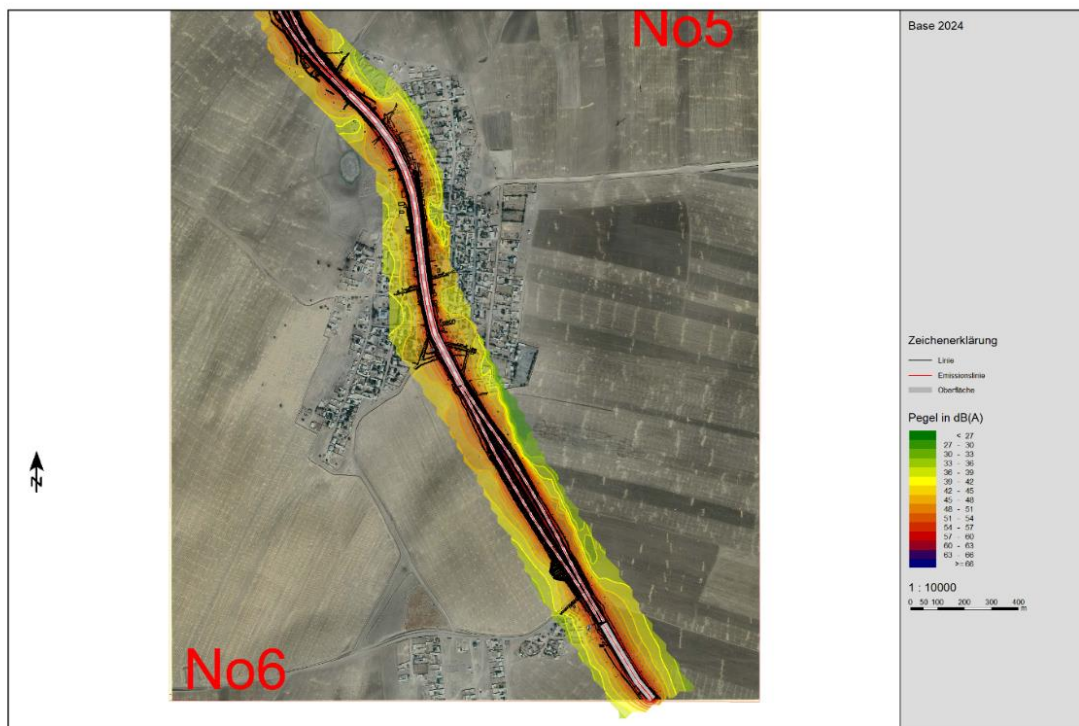 No5
No6
Base 2024
Zeichenerklärung
Linie
Emissionslinie
Oberfläche
Pegel in dB(A)
< 27
27 - 30
30 - 33
33 - 36
36 - 39
39 - 42
42 - 45
45 - 48
48 - 51
51 - 54
54 - 57
57 - 60
60 - 63
63 - 66
>= 66
1 : 10000
0 50 100 200 300 400
m
N